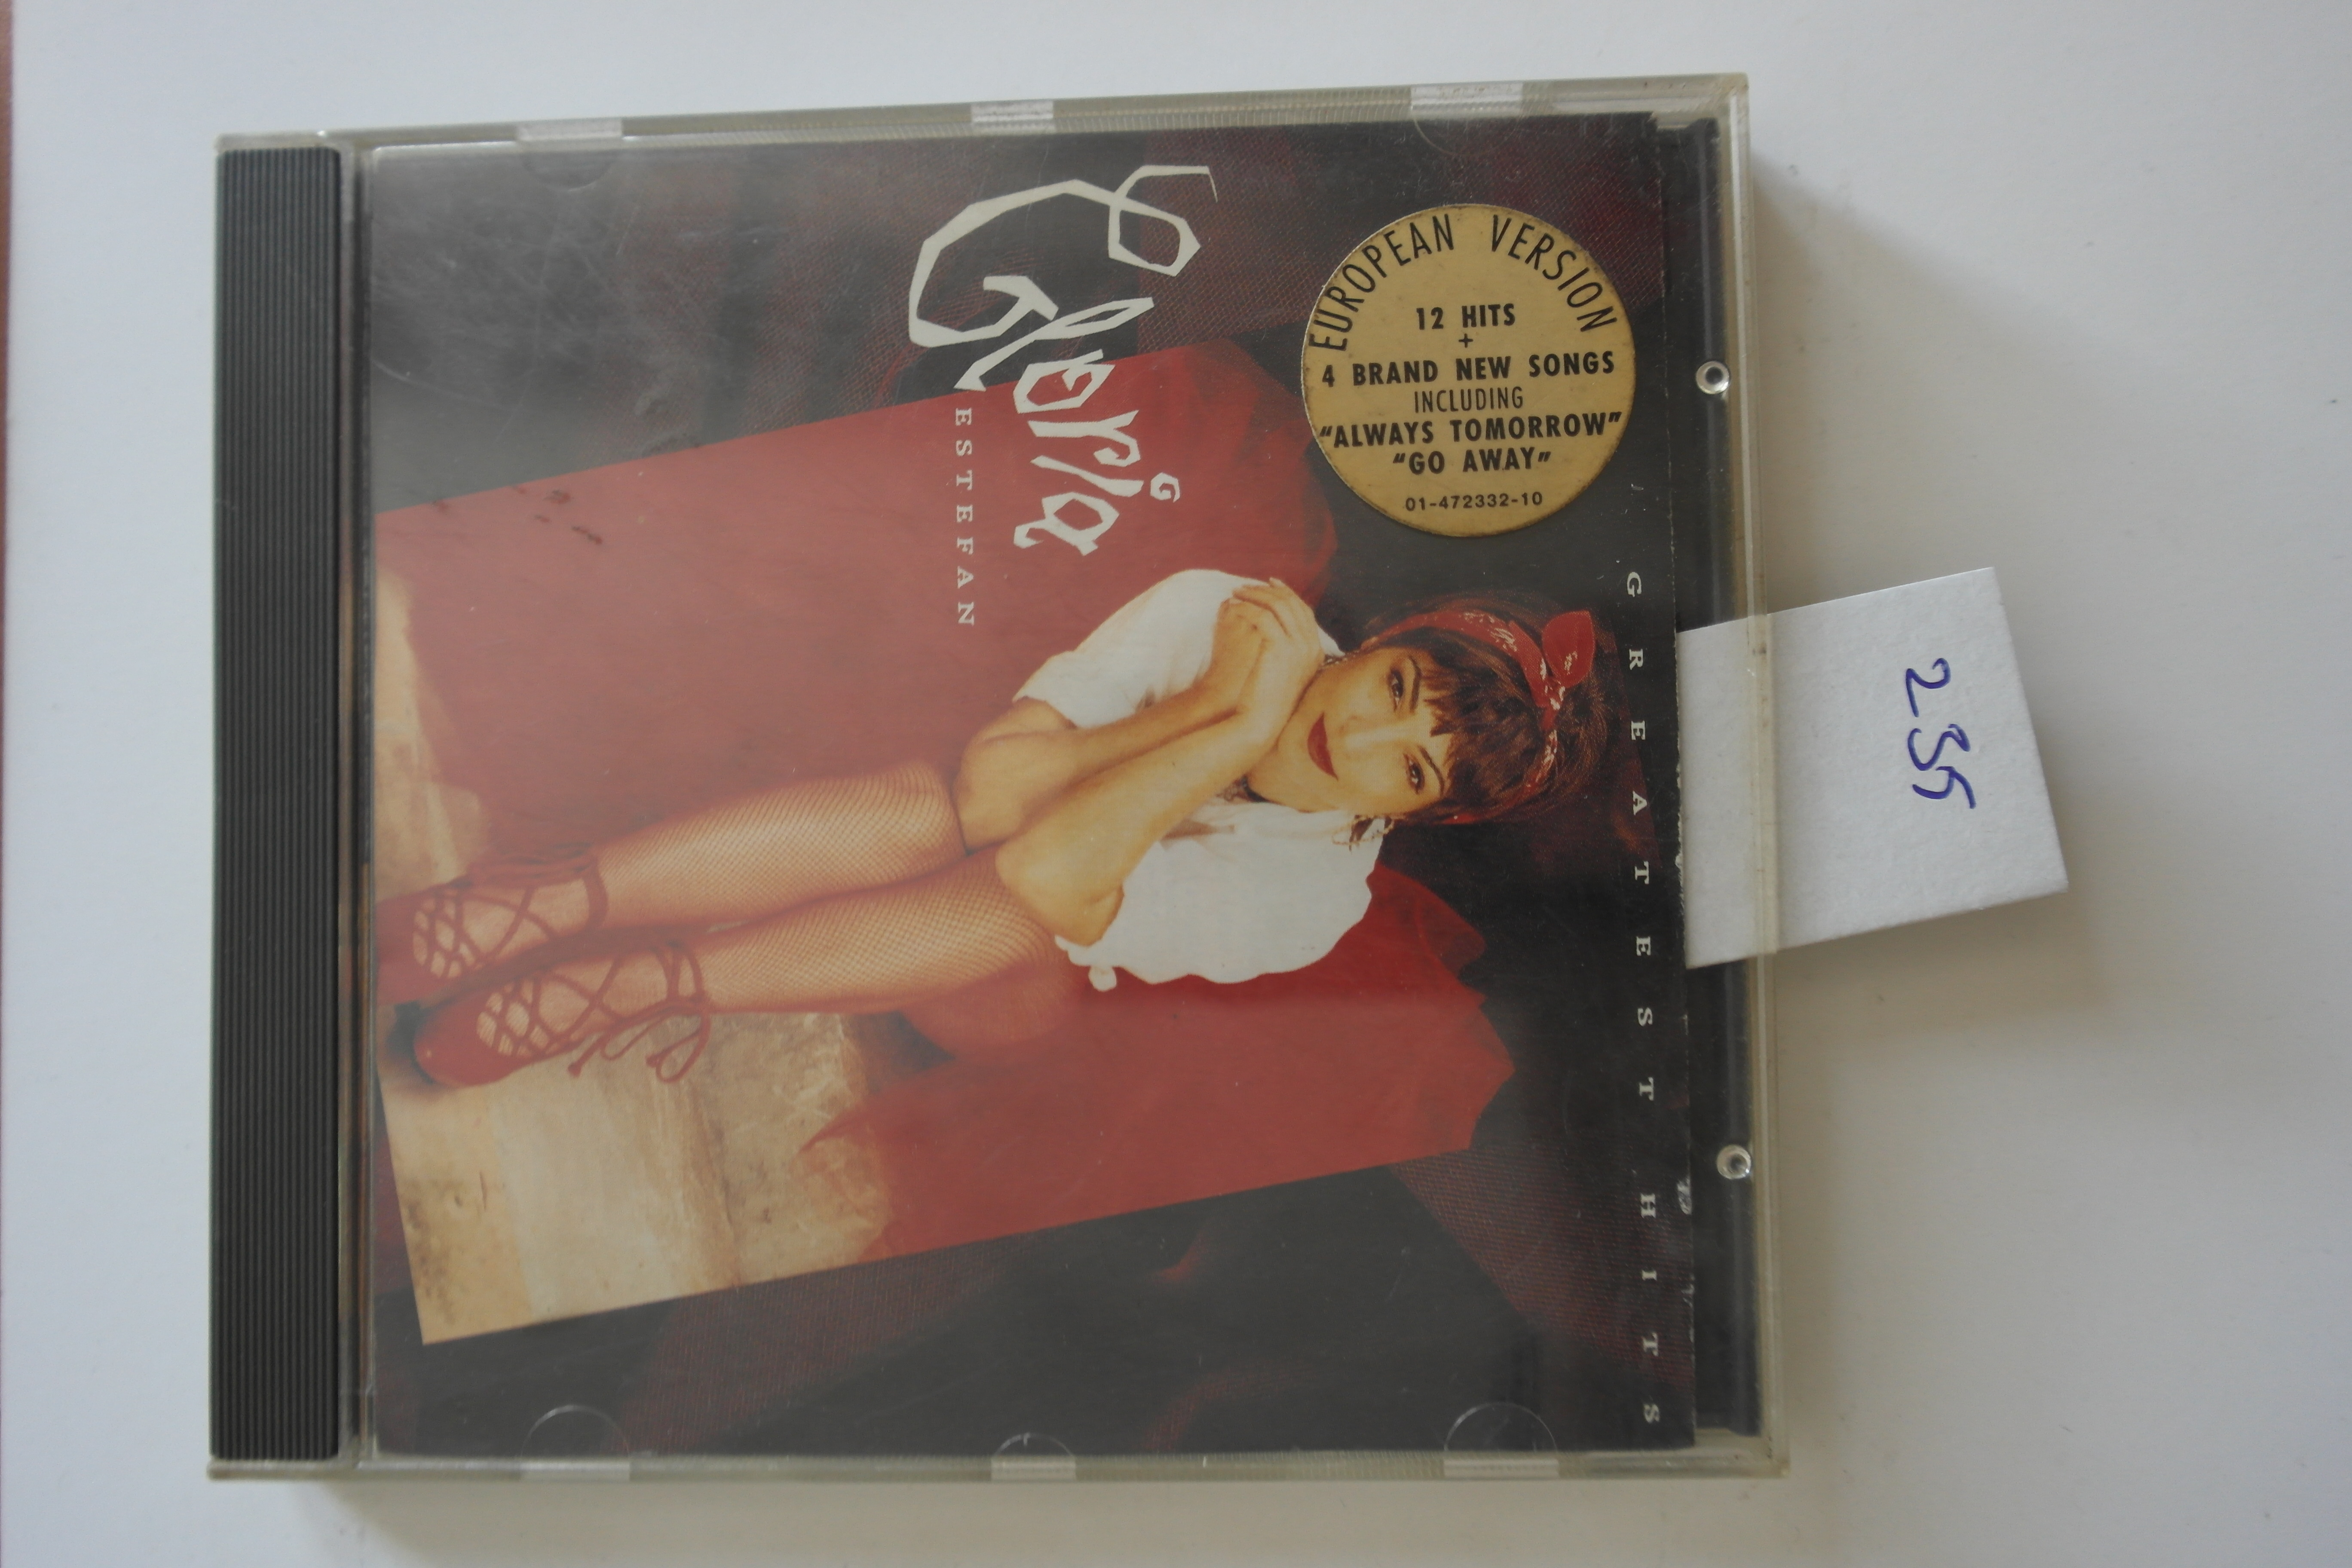 Gloria
ESTEFAN
EUROPEAN VERSION
12 HITS
+
4 BRAND NEW SONGS
INCLUDING
"ALWAYS TOMORROW"
"GO AWAY"
01-472332-10
GREATEST HITS
255